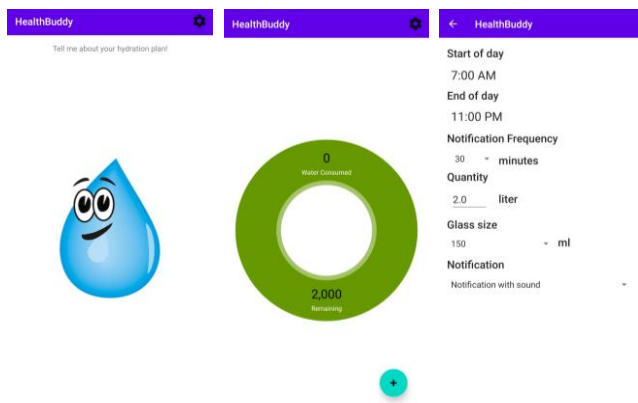 HealthBuddy
Tell me about your hydration plan!
HealthBuddy
0
Water Consumed
2,000
Remaining
+
← HealthBuddy
Start of day
7:00 AM
End of day
11:00 PM
Notification Frequency
30 minutes
Quantity
2.0 liter
Glass size
150 ml
Notification
Notification with sound